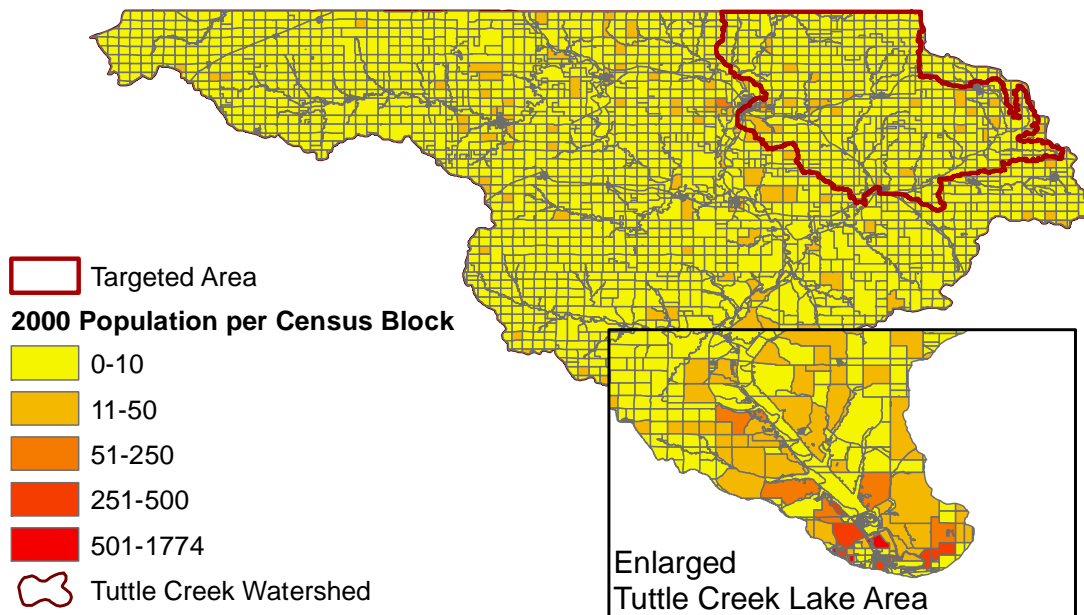 Targeted Area
2000 Population per Census Block
0-10
11-50
51-250
251-500
501-1774
Tuttle Creek Watershed
Enlarged
Tuttle Creek Lake Area